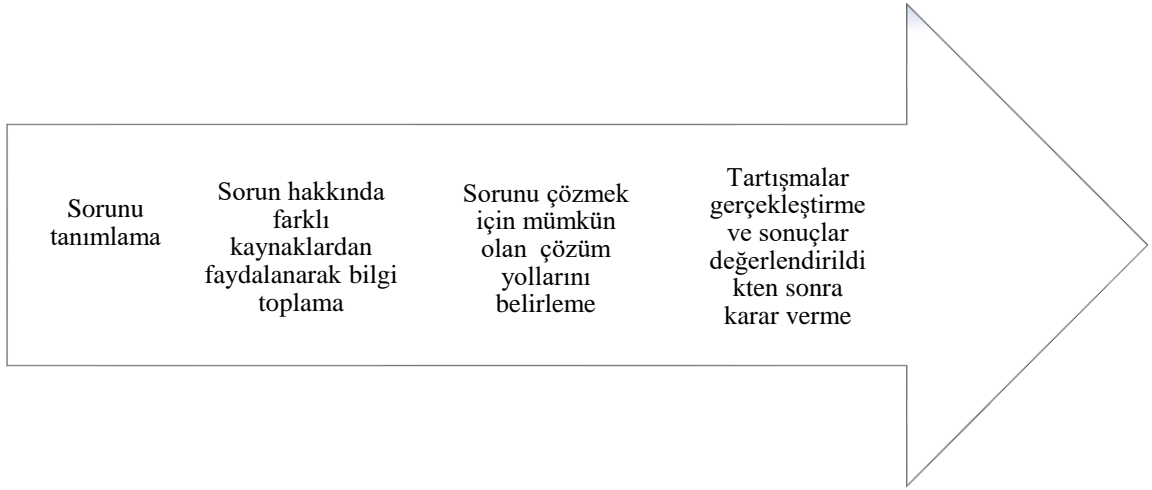 Sorunu
tanımlama
Sorun hakkında
farklı
kaynaklardan
faydalanarak bilgi
toplama
Sorunu çözmek
için mümkün
olan  çözüm
yollarını
belirleme
Tartışmalar
gerçekleştirme
ve sonuçlar
değerlendirildi
kten sonra
karar verme